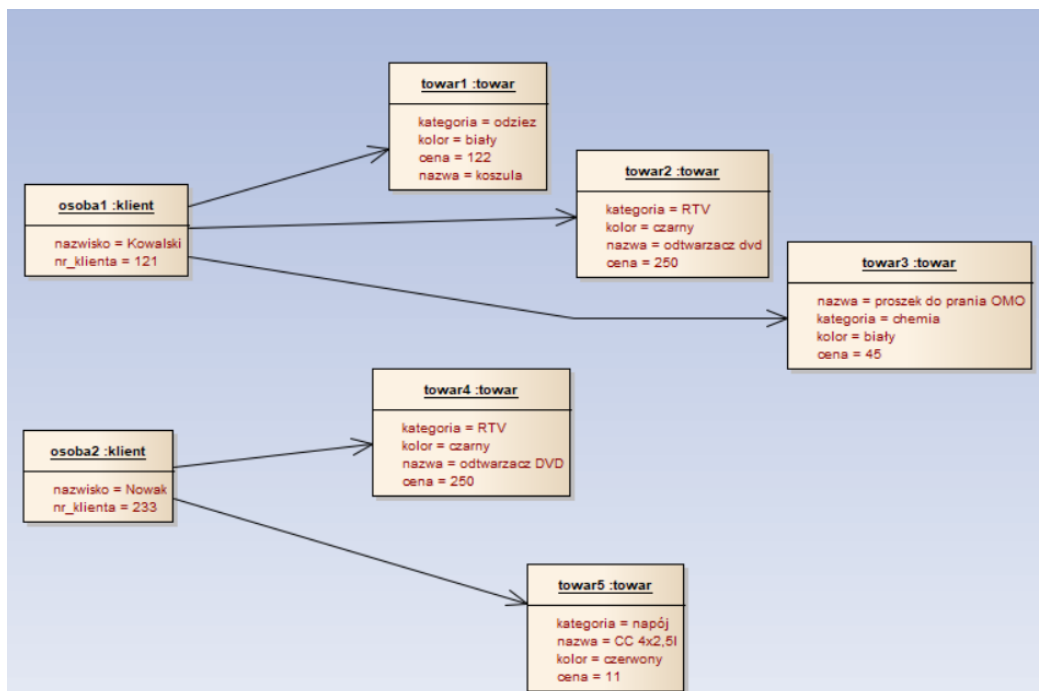 towar1 :towar
kategoria = odziez
kolor = biały
cena = 122
nazwa = koszula
towar2 :towar
kategoria = RTV
kolor = czarny
nazwa = odtwarzacz dvd
cena = 250
osoba1 :klient
nazwisko = Kowalski
nr_klienta = 121
towar3 :towar
nazwa = proszek do prania OMO
kategoria = chemia
kolor = biały
cena = 45
towar4 :towar
kategoria = RTV
kolor = czarny
nazwa = odtwarzacz DVD
cena = 250
osoba2 :klient
nazwisko = Nowak
nr_klienta = 233
towar5 :towar
kategoria = napój
nazwa = CC 4x2,5l
kolor = czerwony
cena = 11